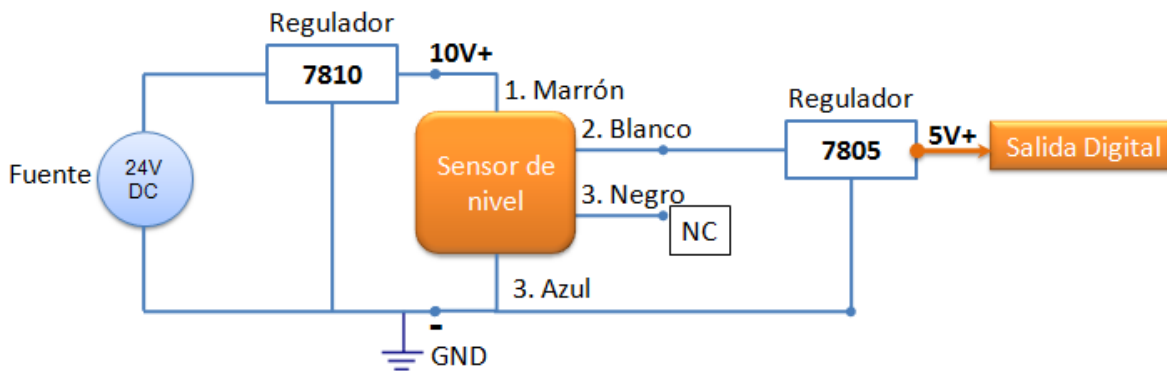 Regulador
7810
10V+
1. Marrón
Regulador
2. Blanco
7805
5V+
Salida Digital
Fuente
24V
DC
Sensor de
nivel
3. Negro
NC
3. Azul
-
GND